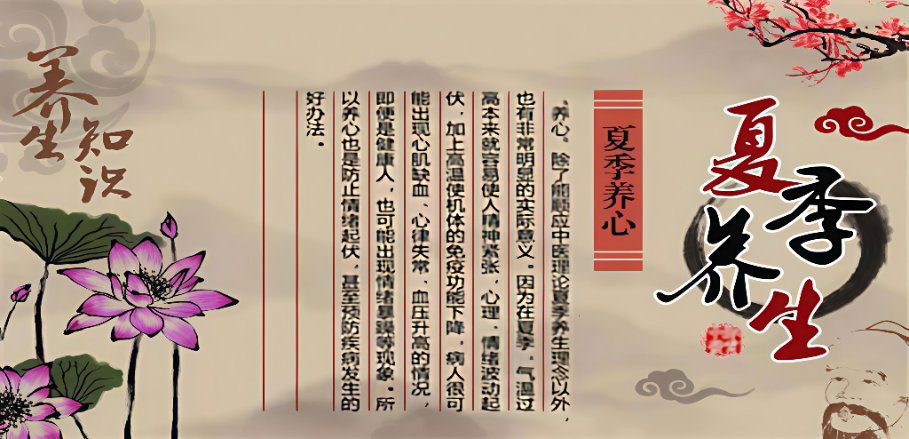 夏季养生
夏季养心
、养心。除了能顺应中医理论夏季养生理念以外，
也有非常明显的实际意义。因为在夏季，气温过
高本来就容易使人精神紧张，心理、情绪波动起
伏，加上高温使机体的免疫功能下降，病人很可
能出现心肌缺血、心律失常、血压升高的情况，
即便是健康人，也可能出现情绪暴躁等现象。所
以养心也是防止情绪起伏，甚至预防疾病发生的
好办法。
养生
知识